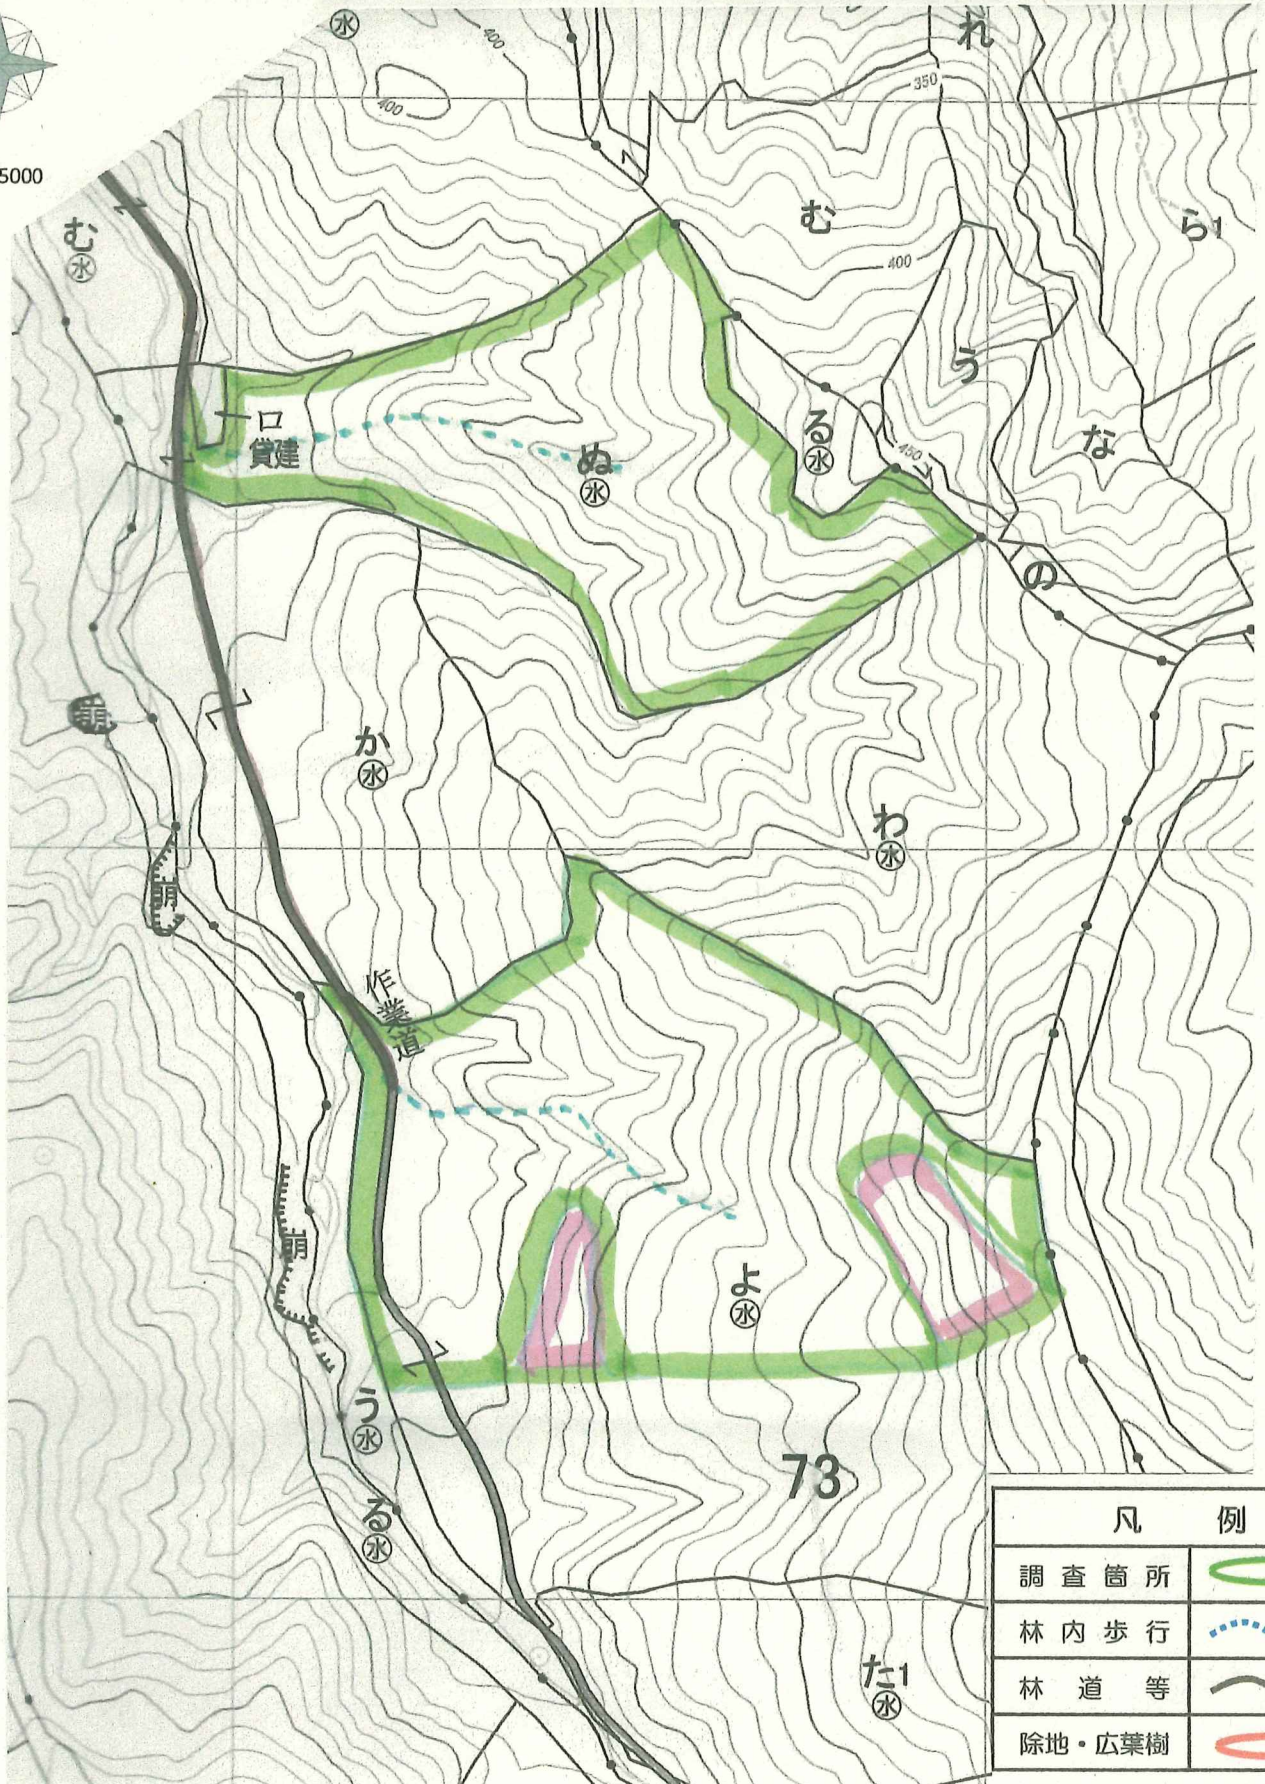 ㊌
400
れ
400
350
5000
む
ら1
む
㊌
400
う
ロ
貸建
る
㊌
な
ぬ
㊌
450
の
崩
か
㊌
わ
㊌
崩
作業道
崩
よ
㊌
う
㊌
73
る
㊌
凡例
調査箇所
林内歩行
た1
㊌
林道等
除地・広葉樹